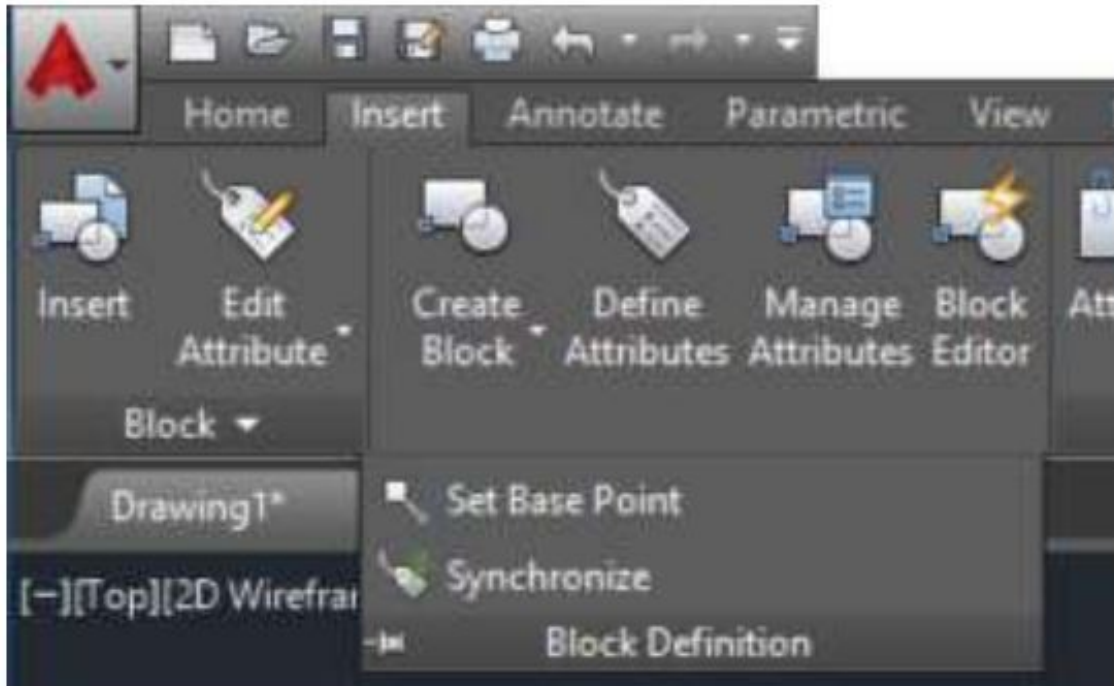 Home Insert Annotate Parametric View
Insert
Edit Attribute
Create Block
Define Attributes
Manage Attributes
Block Editor
Block
Drawing1*
[−][Top][2D
Set Base Point
Synchronize
Block Definition